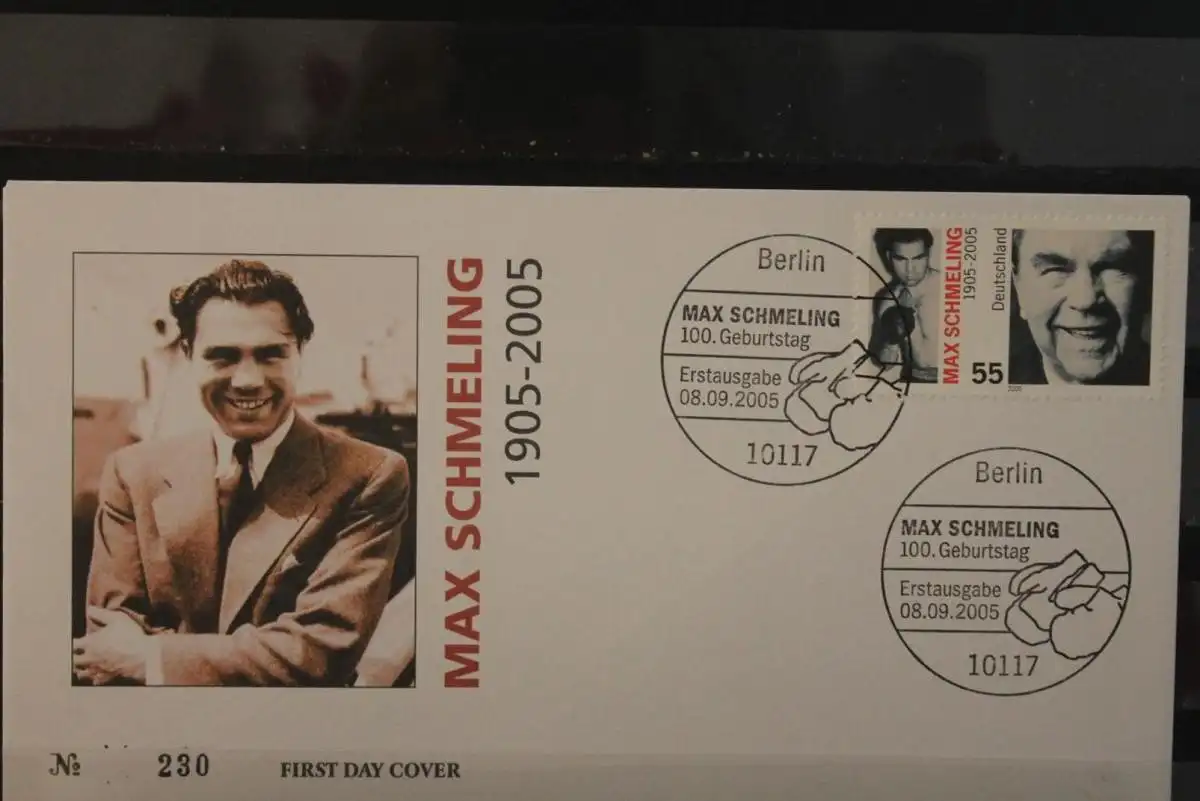 MAX SCHMELING
1905-2005
Berlin
MAX SCHMELING
100. Geburtstag
Erstausgabe
08.09.2005
10117
MAX SCHMELING
1905-2005
Deutschland
55
2005
Berlin
MAX SCHMELING
100. Geburtstag
Erstausgabe
08.09.2005
10117
№ 230 FIRST DAY COVER